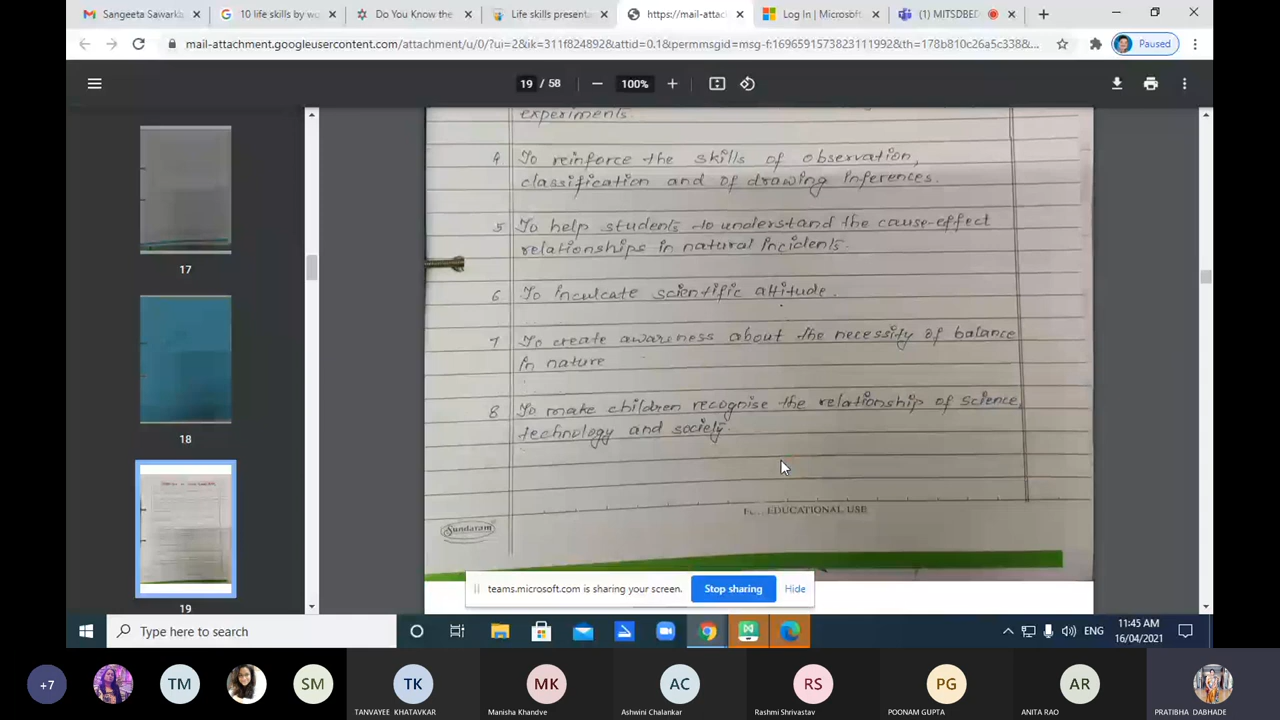 Sangeeta Sawark
10 life skills by wo
Do You Know the
Life skills presenta
https://mail-attach
Log In | Microsoft
(1) MITSDBED
mail-attachment.googleusercontent.com/attachment/u/0/?ui=2&ik=311f824892&attid=0.1&permmsgid=msg-f:1696591573823111992&th=178b810c26a5c338&...
Paused
19 / 58
100%
17
18
19
experiments.
4 To reinforce the skills of observation,
classification and of drawing inferences.
5 To help students to understand the cause-effect
relationships in natural incidents.
6 To inculcate scientific attitude.
7 To create awareness about the necessity of balance
in nature
8 To make children recognise the relationship of science,
technology and society.
Sundaram
EDUCATIONAL USE
teams.microsoft.com is sharing your screen.
Stop sharing
Hide
Type here to search
ENG
11:45 AM
16/04/2021
+7
TM
SM
TK
TANVAYEE KHATAVKAR
MK
Manisha Khandve
AC
Ashwini Chalankar
RS
Rashmi Shrivastav
PG
POONAM GUPTA
AR
ANITA RAO
PRATIBHA DABHADE